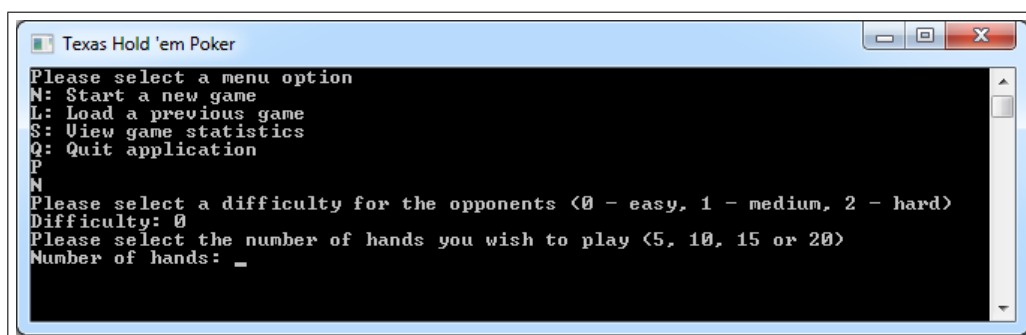 Texas Hold 'em Poker
Please select a menu option
N: Start a new game
L: Load a previous game
S: View game statistics
Q: Quit application
P
N
Please select a difficulty for the opponents (0 - easy, 1 - medium, 2 - hard)
Difficulty: 0
Please select the number of hands you wish to play (5, 10, 15 or 20)
Number of hands: _